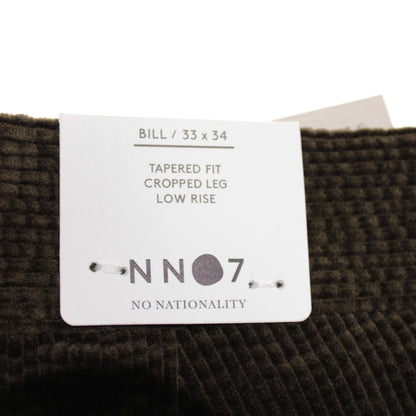 BILL / 33 x 34
TAPERED FIT
CROPPED LEG
LOW RISE
NN●7
NO NATIONALITY